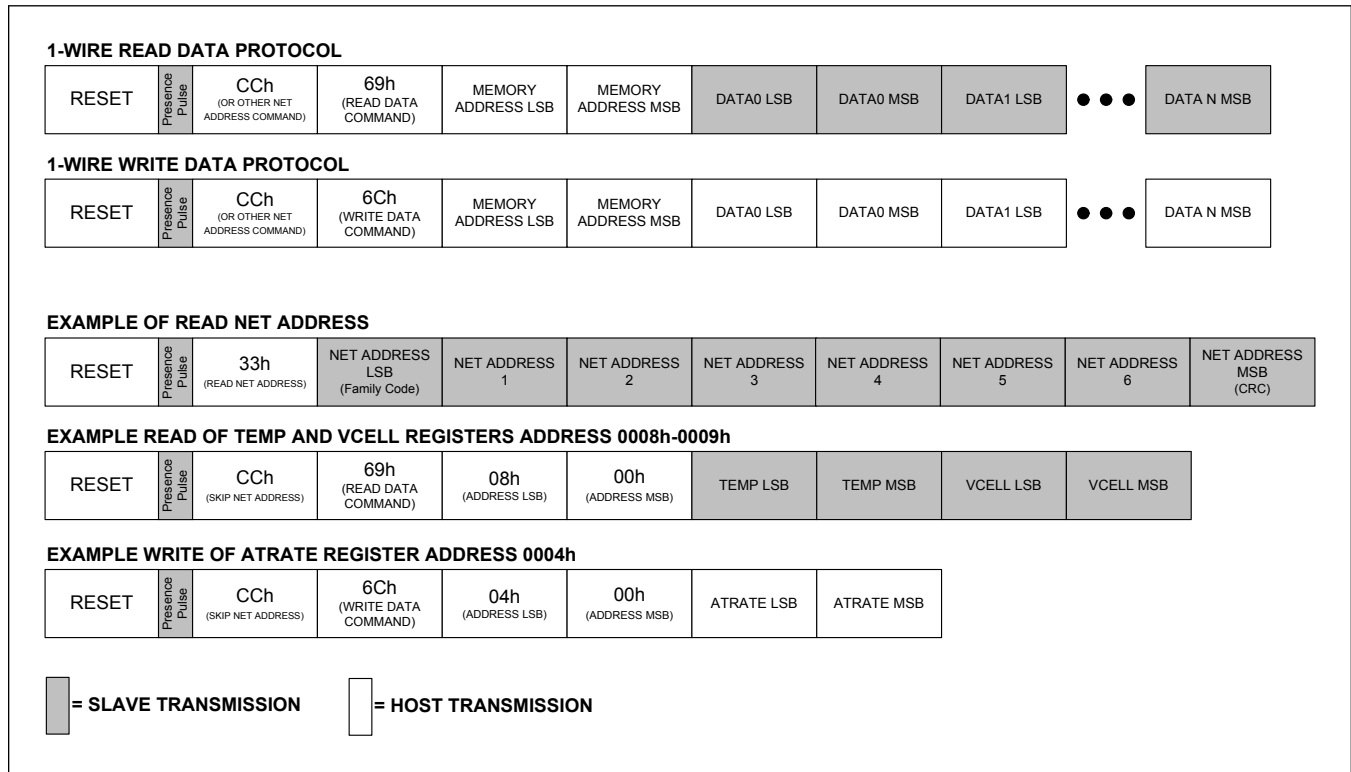 1-WIRE READ DATA PROTOCOL
RESET
Presence
Pulse
CCh
(OR OTHER NET
ADDRESS COMMAND)
69h
(READ DATA
COMMAND)
MEMORY
ADDRESS LSB
MEMORY
ADDRESS MSB
DATA0 LSB
DATA0 MSB
DATA1 LSB
DATA N MSB
1-WIRE WRITE DATA PROTOCOL
RESET
Presence
Pulse
CCh
(OR OTHER NET
ADDRESS COMMAND)
6Ch
(WRITE DATA
COMMAND)
MEMORY
ADDRESS LSB
MEMORY
ADDRESS MSB
DATA0 LSB
DATA0 MSB
DATA1 LSB
DATA N MSB
EXAMPLE OF READ NET ADDRESS
RESET
Presence
Pulse
33h
(READ NET ADDRESS)
NET ADDRESS
LSB
(Family Code)
NET ADDRESS
1
NET ADDRESS
2
NET ADDRESS
3
NET ADDRESS
4
NET ADDRESS
5
NET ADDRESS
6
NET ADDRESS
MSB
(CRC)
EXAMPLE READ OF TEMP AND VCELL REGISTERS ADDRESS 0008h-0009h
RESET
Presence
Pulse
CCh
(SKIP NET ADDRESS)
69h
(READ DATA
COMMAND)
08h
(ADDRESS LSB)
00h
(ADDRESS MSB)
TEMP LSB
TEMP MSB
VCELL LSB
VCELL MSB
EXAMPLE WRITE OF ATRATE REGISTER ADDRESS 0004h
RESET
Presence
Pulse
CCh
(SKIP NET ADDRESS)
6Ch
(WRITE DATA
COMMAND)
04h
(ADDRESS LSB)
00h
(ADDRESS MSB)
ATRATE LSB
ATRATE MSB
= SLAVE TRANSMISSION
= HOST TRANSMISSION